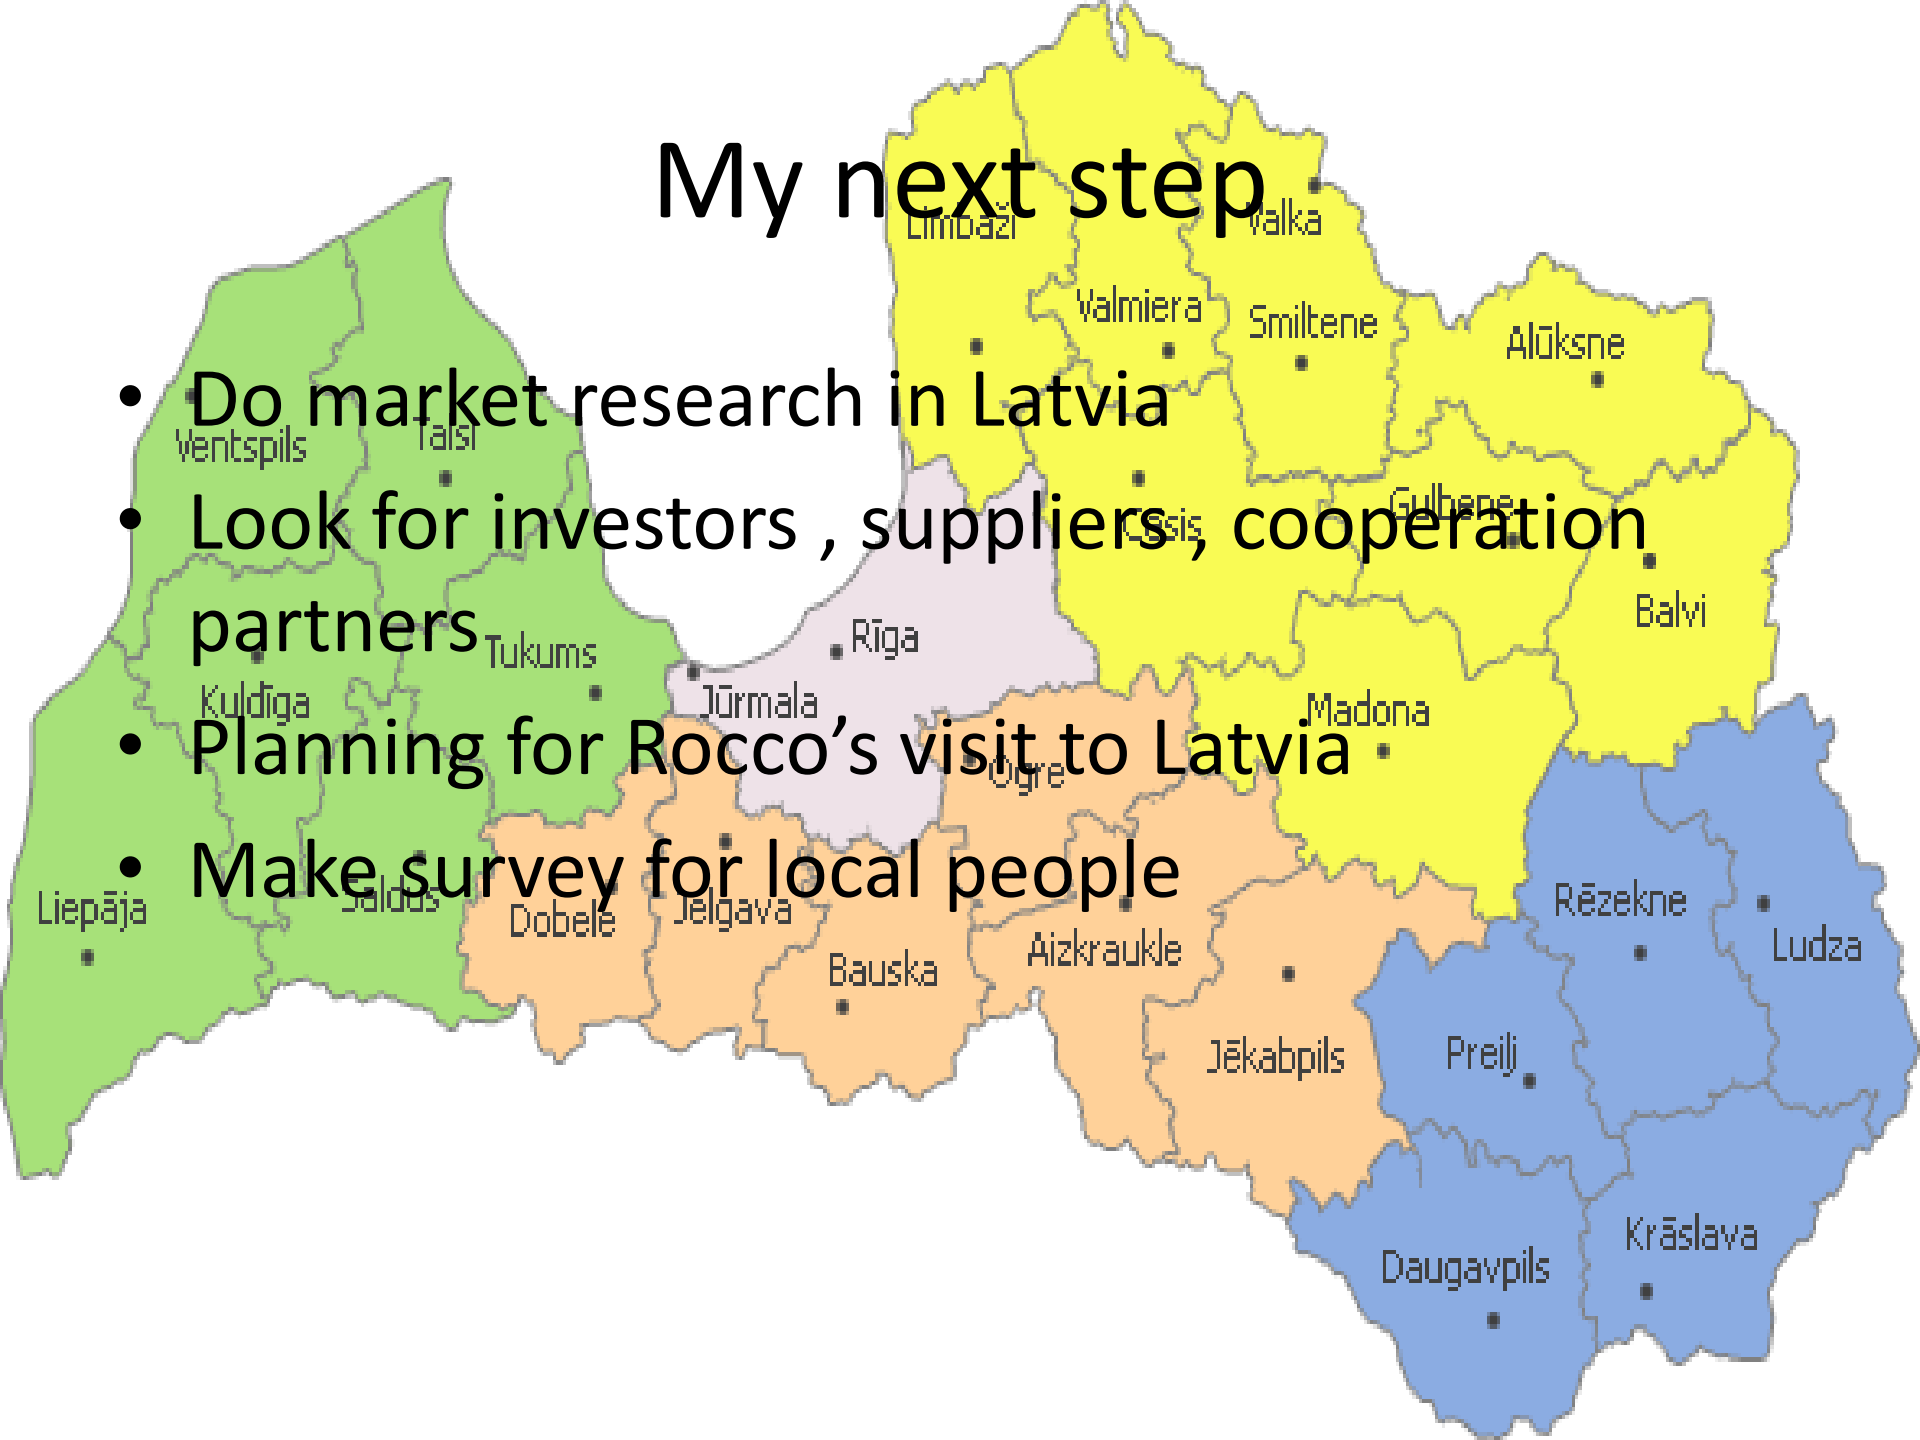 My next step
• Do market research in Latvia
• Look for investors , suppliers , cooperation
partners
• Planning for Rocco’s visit to Latvia
• Make survey for local people
Limbaži
Valka
Valmiera
Smiltene
Alūksne
Ventspils
Talsi
Cēsis
Gulbene
Balvi
Rīga
Tukums
Jūrmala
Kuldīga
Madona
Ogre
Liepāja
Saldus
Dobele
Jelgava
Aizkraukle
Bauska
Rēzekne
Ludza
Jēkabpils
Preiļi
Krāslava
Daugavpils